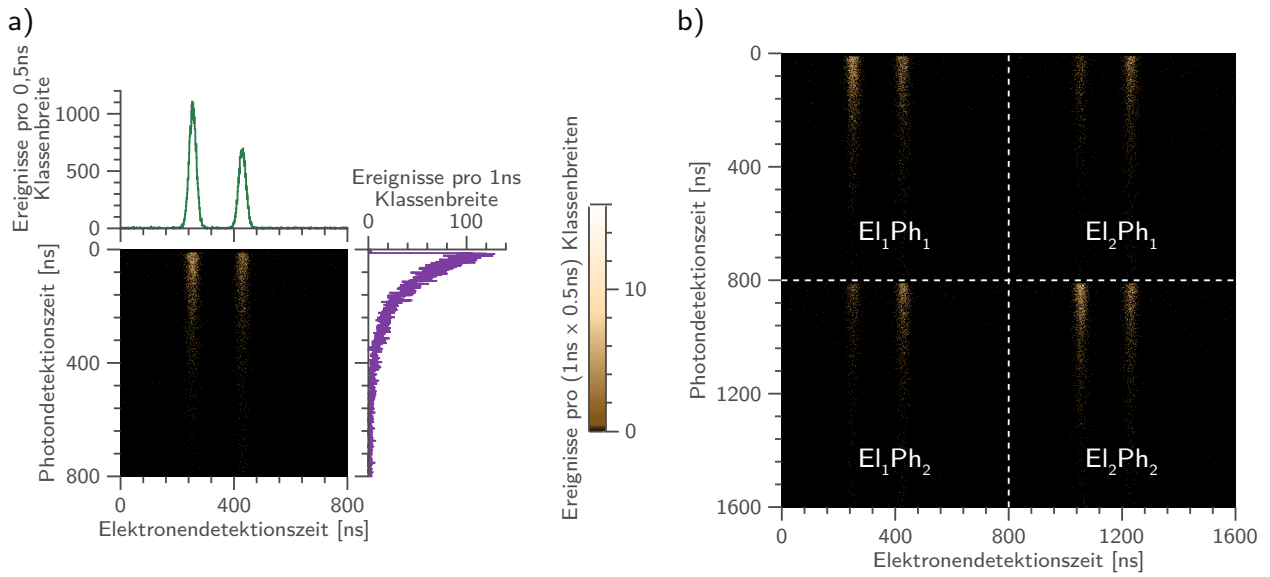 a)
Ereignisse pro 0,5ns
Klassenbreite
1000
500
0
Ereignisse pro 1ns
Klassenbreite
0
100
Photondetektionszeit [ns]
0
400
800
0
400
800
Elektronendetektionszeit [ns]
Ereignisse pro (1ns x 0.5ns) Klassenbreiten
10
0
b)
Photondetektionszeit [ns]
0
400
800
1200
1600
El₁Ph₁
El₂Ph₁
El₁Ph₂
El₂Ph₂
0
400
800
1200
1600
Elektronendetektionszeit [ns]